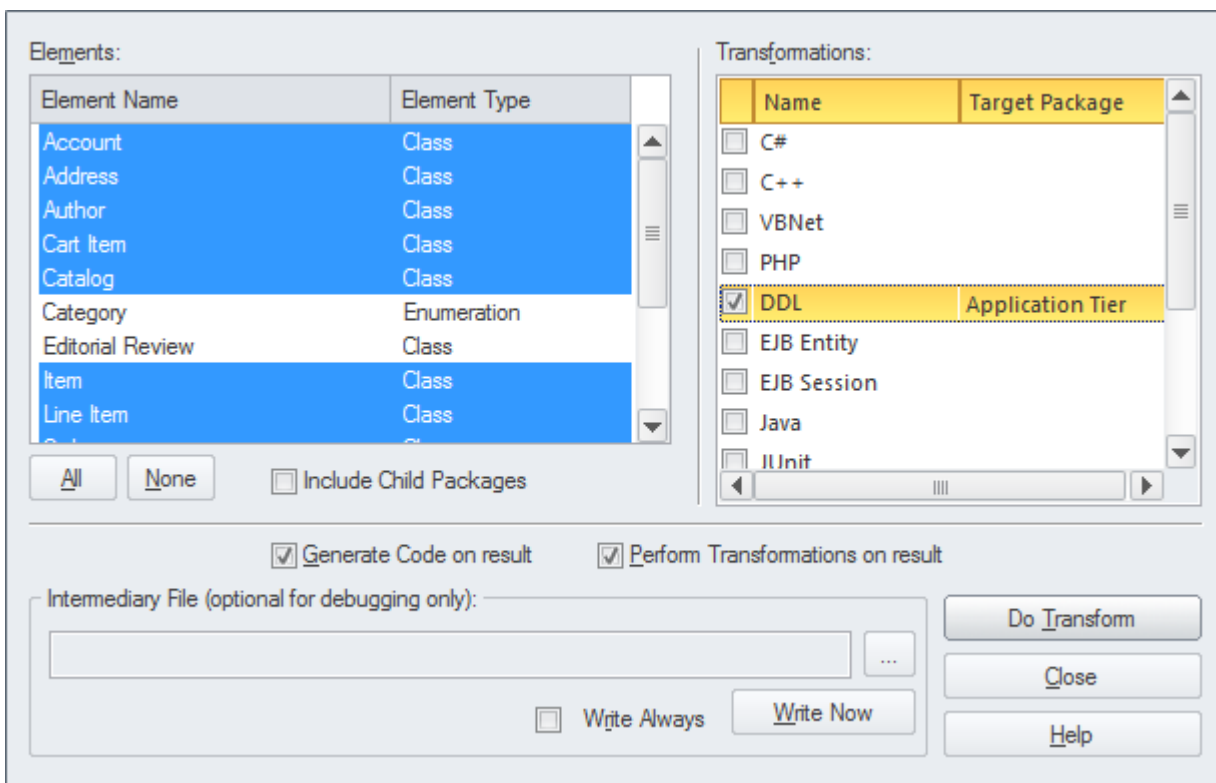 Elements:
Element Name Element Type
Account Class
Address Class
Author Class
Cart Item Class
Catalog Class
Category Enumeration
Editorial Review Class
Item Class
Line Item Class
All None Include Child Packages
Transformations:
Name Target Package
C#
C++
VBNet
PHP
DDL Application Tier
EJB Entity
EJB Session
Java
JUnit
Generate Code on result Perform Transformations on result
Intermediary File (optional for debugging only):
...
Write Always Write Now
Do Transform
Close
Help